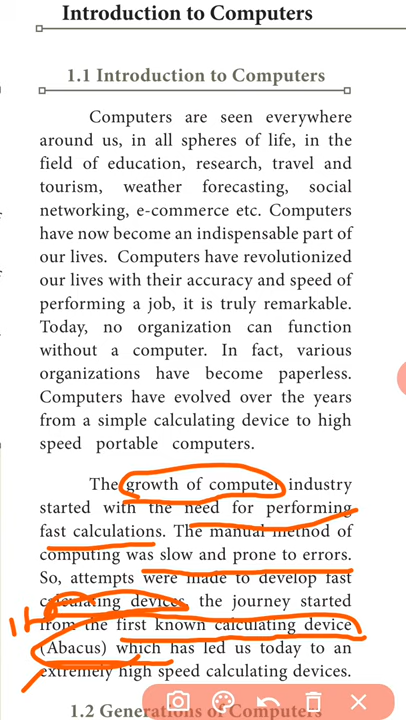 Introduction to Computers
1.1 Introduction to Computers
Computers are seen everywhere
around us, in all spheres of life, in the
field of education, research, travel and
tourism, weather forecasting, social
networking, e-commerce etc. Computers
have now become an indispensable part of
our lives. Computers have revolutionized
our lives with their accuracy and speed of
performing a job, it is truly remarkable.
Today, no organization can function
without a computer. In fact, various
organizations have become paperless.
Computers have evolved over the years
from a simple calculating device to high
speed portable computers.
The growth of computer industry
started with the need for performing
fast calculations. The manual method of
computing was slow and prone to errors.
So, attempts were made to develop fast
calculating devices, the journey started
from the first known calculating device
(Abacus) which has led us today to an
extremely high speed calculating devices.
1.2 Generations of Computers